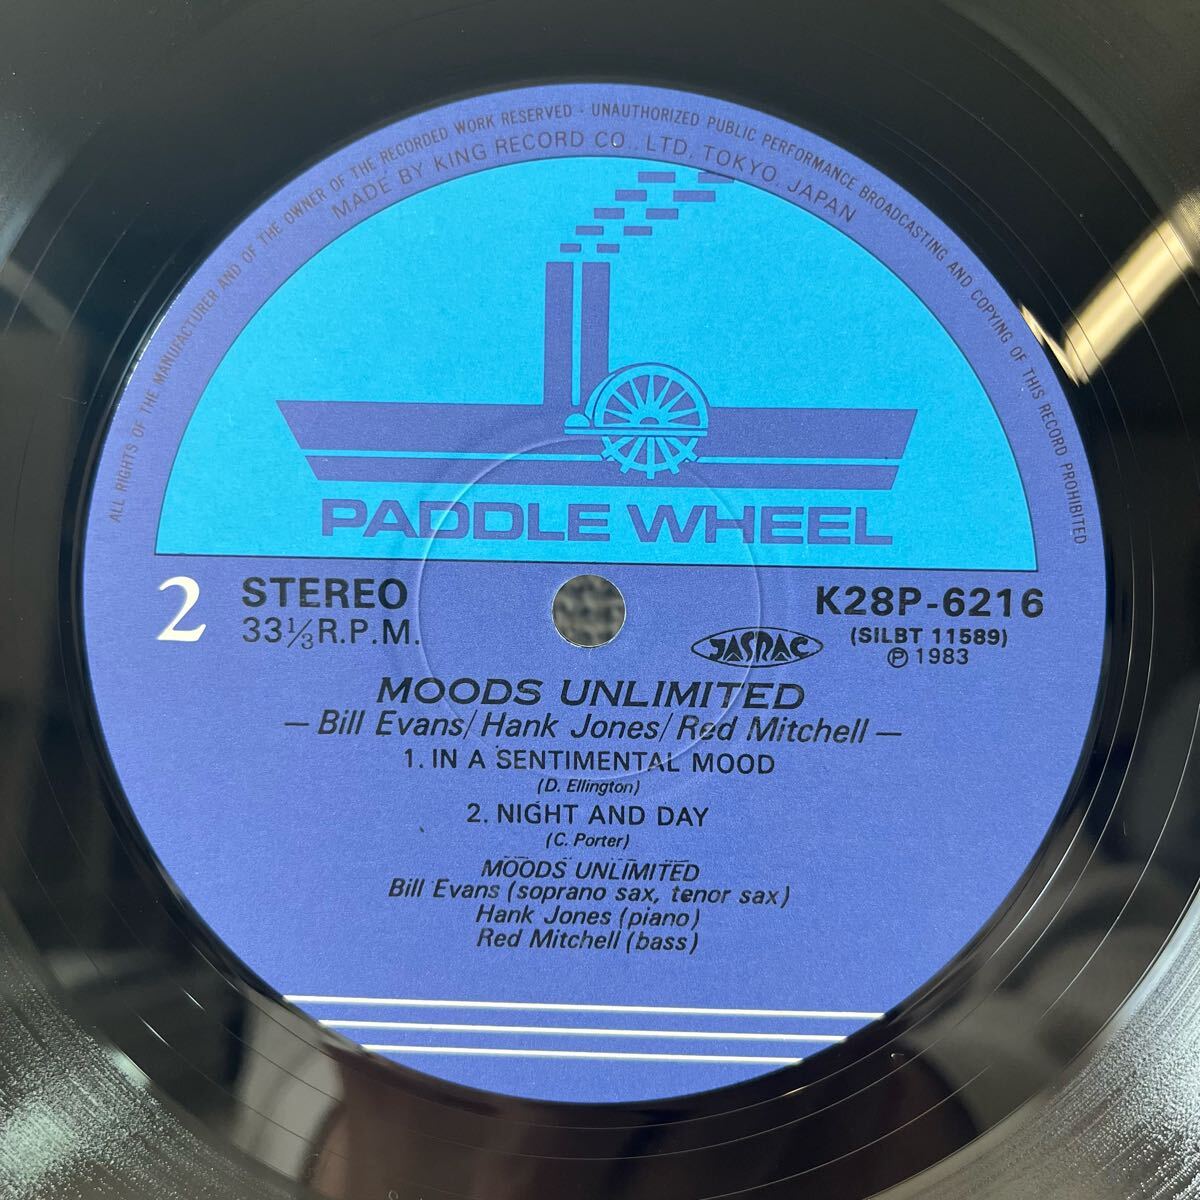 ALL RIGHTS OF THE MANUFACTURER AND OF THE OWNER OF THE RECORDED WORK RESERVED · UNAUTHORIZED PUBLIC PERFORMANCE BROADCASTING AND COPYING OF THIS RECORD PROHIBITED
MADE BY KING RECORD CO., LTD, TOKYO, JAPAN
PADDLE WHEEL
2 STEREO
33⅓ R.P.M.
K28P-6216
(SILBT 11589)
JASRAC
Ⓟ 1983
MOODS UNLIMITED
— Bill Evans/Hank Jones/Red Mitchell —
1. IN A SENTIMENTAL MOOD
(D. Ellington)
2. NIGHT AND DAY
(C. Porter)
MOODS UNLIMITED
Bill Evans (soprano sax, tenor sax)
Hank Jones (piano)
Red Mitchell (bass)